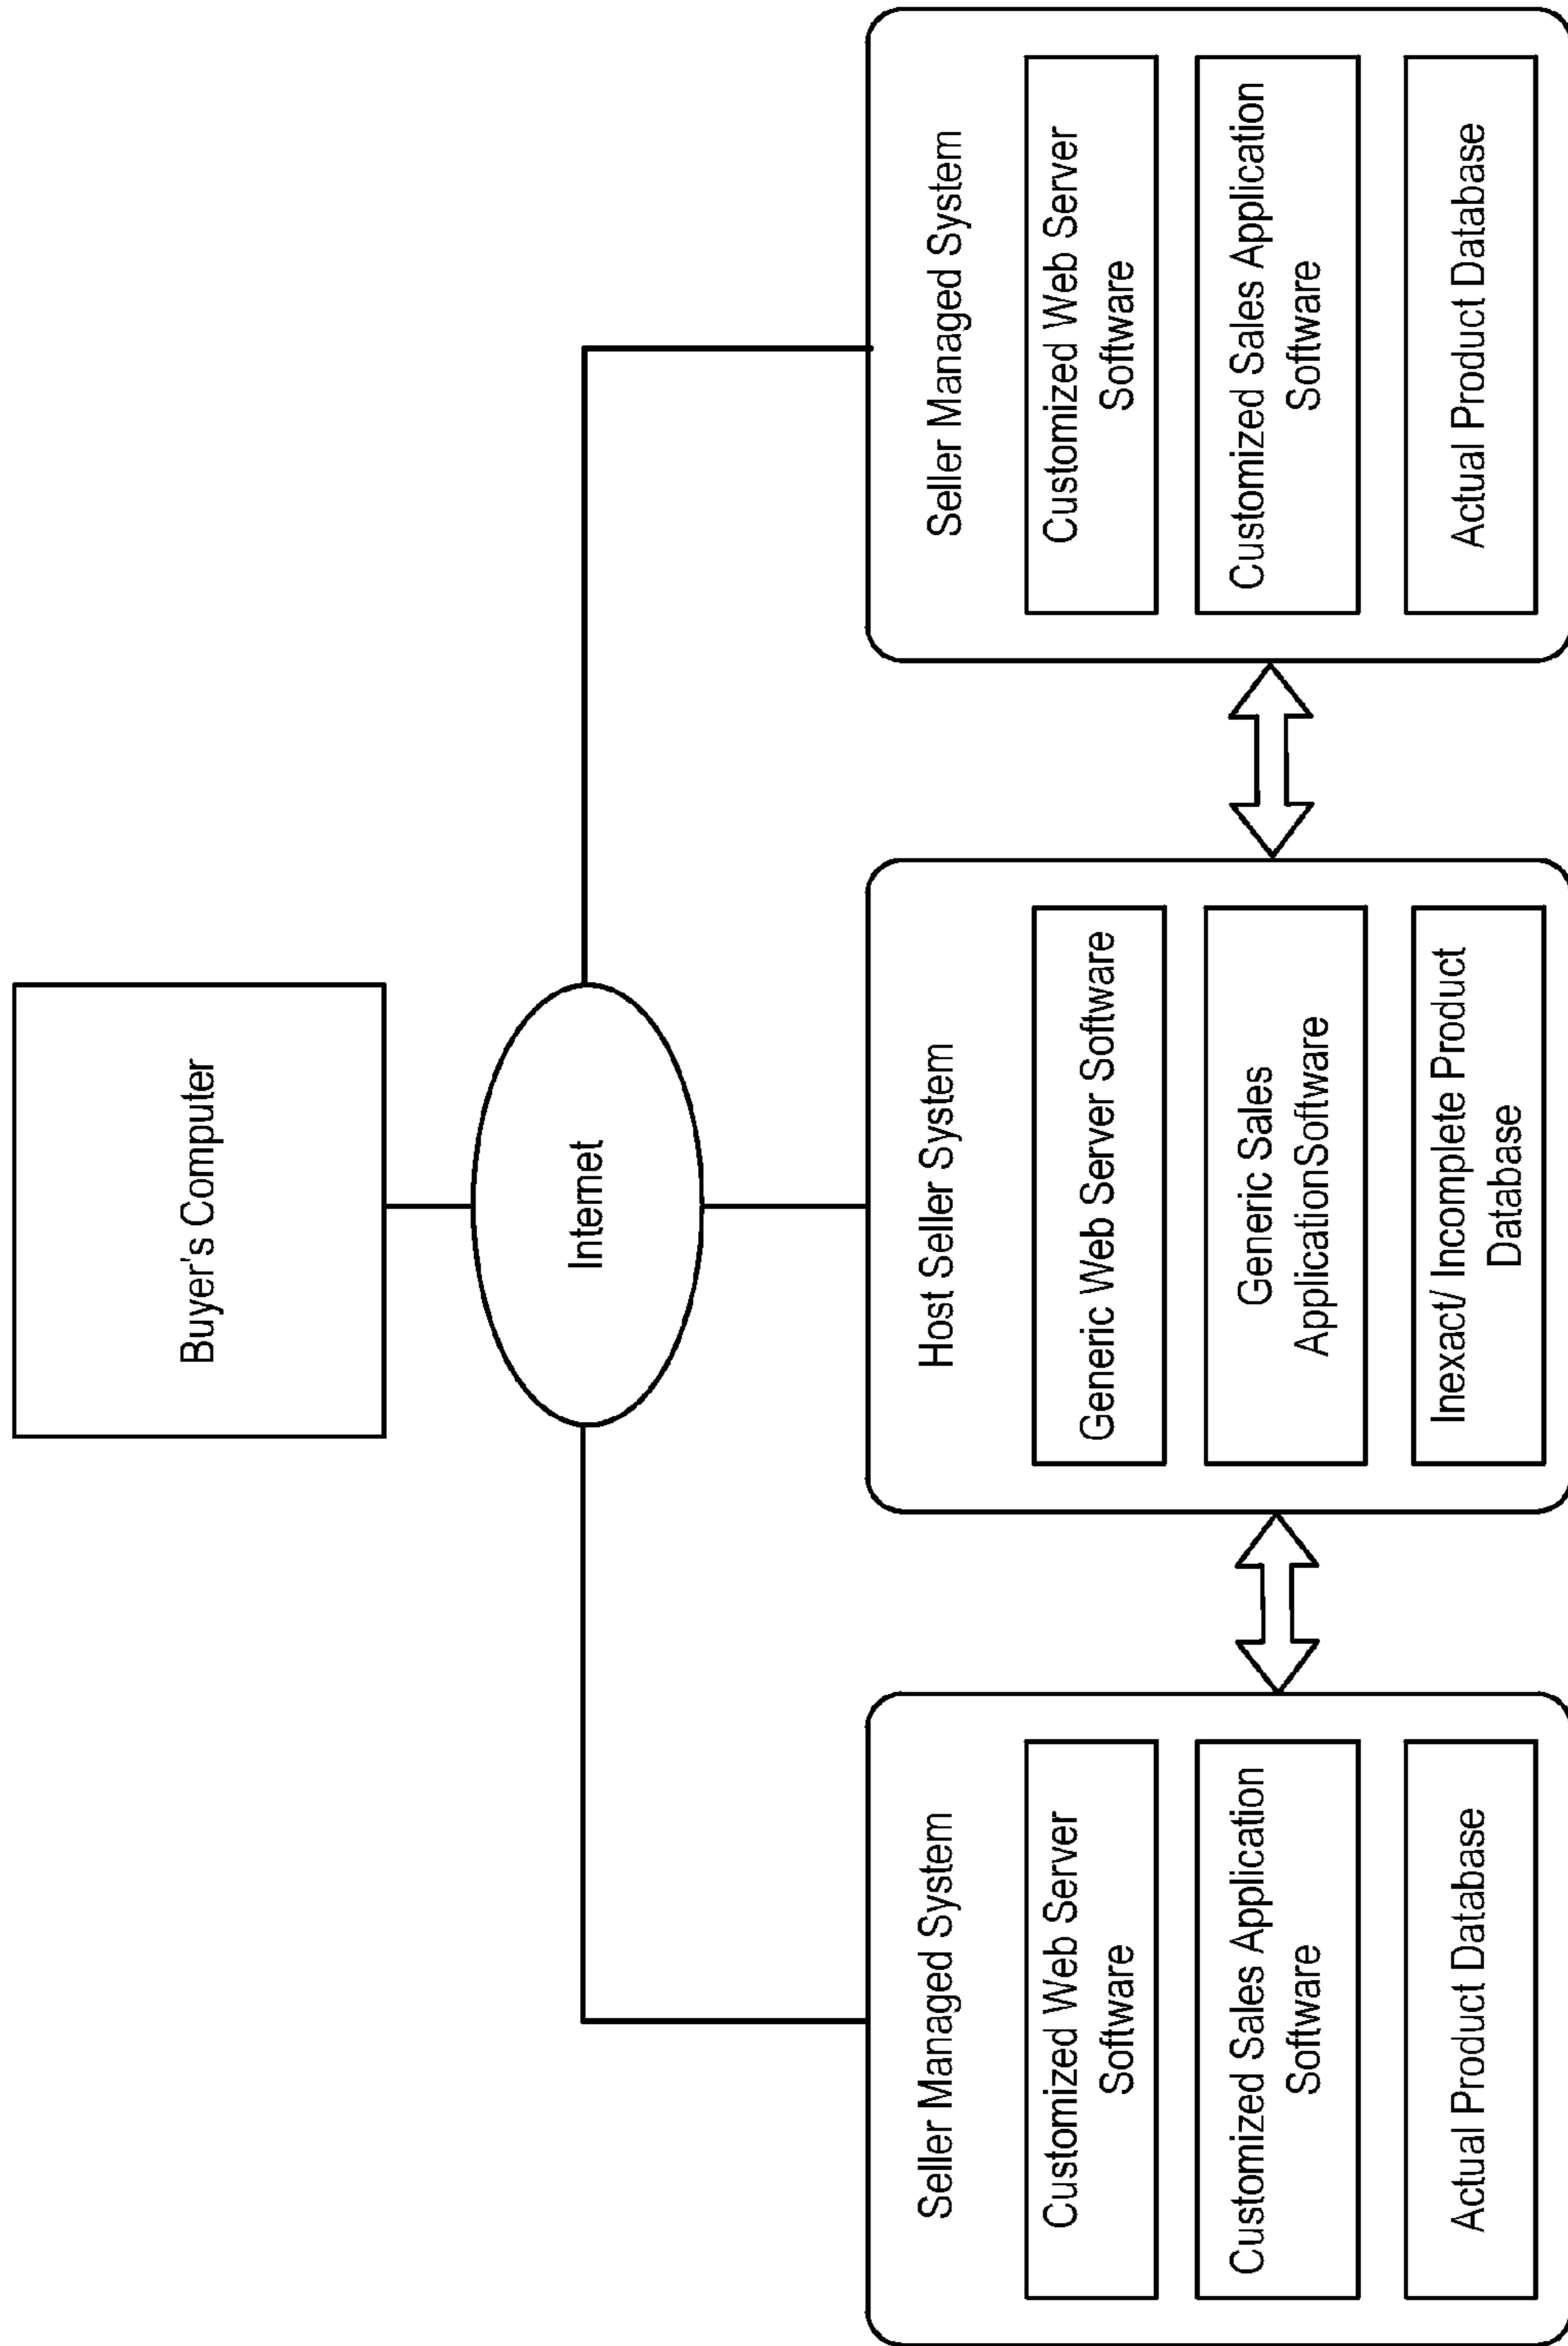 Buyer's Computer
Internet
Seller Managed System
Customized Web Server
Software
Customized Sales Application
Software
Actual Product Database
Host Seller System
Generic Web Server Software
Generic Sales
ApplicationSoftware
Inexact/ Incomplete Product
Database
Seller Managed System
Customized Web Server
Software
Customized Sales Application
Software
Actual Product Database